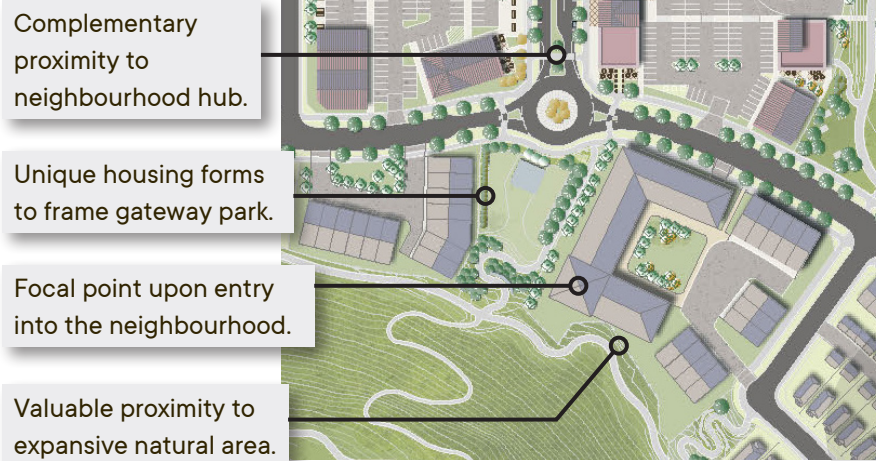 Complementary
proximity to
neighbourhood hub.
Unique housing forms
to frame gateway park.
Focal point upon entry
into the neighbourhood.
Valuable proximity to
expansive natural area.